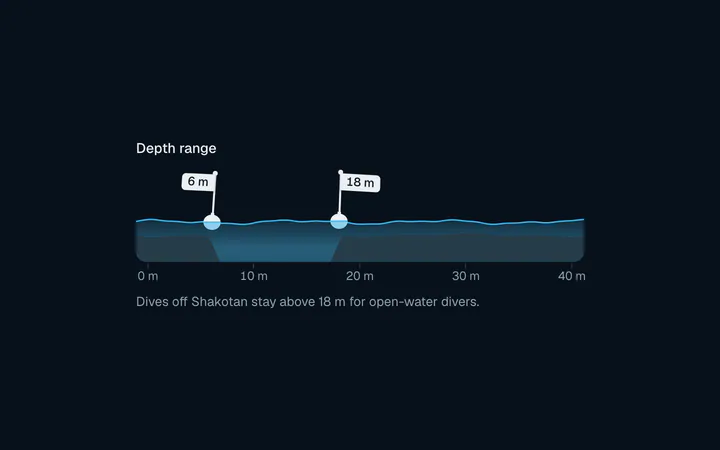 Depth range
6 m
18 m
0 m
10 m
20 m
30 m
40 m
Dives off Shakotan stay above 18 m for open-water divers.